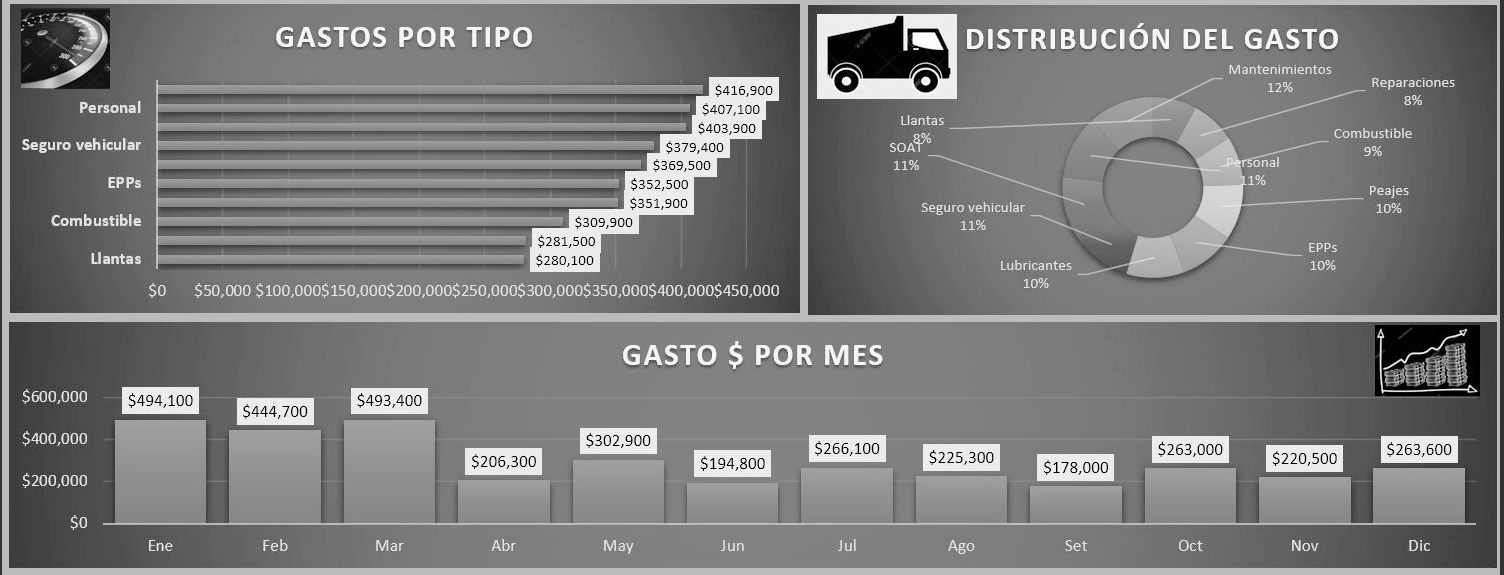 GASTOS POR TIPO
$416,900
Personal
$407,100
$403,900
Seguro vehicular
$379,400
$369,500
EPPs
$352,500
$351,900
Combustible
$309,900
$281,500
Llantas
$280,100
$0 $50,000 $100,000 $150,000 $200,000 $250,000 $300,000 $350,000 $400,000 $450,000
DISTRIBUCIÓN DEL GASTO
Mantenimientos
12%
Reparaciones
8%
Llantas
8%
Combustible
9%
SOAT
11%
Personal
11%
Peajes
10%
Seguro vehicular
11%
EPPs
10%
Lubricantes
10%
GASTO $ POR MES
$600,000
$400,000
$200,000
$0
$494,100
$444,700
$493,400
$206,300
$302,900
$194,800
$266,100
$225,300
$178,000
$263,000
$220,500
$263,600
Ene Feb Mar Abr May Jun Jul Ago Set Oct Nov Dic